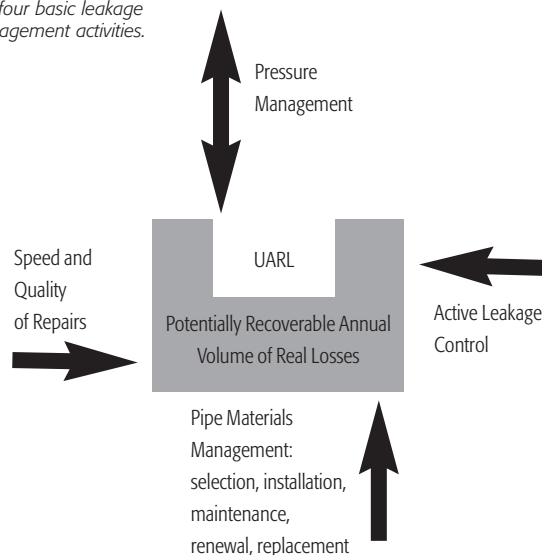 four basic leakage
agement activities.
Pressure
Management
Speed and
Quality
of Repairs
UARL
Potentially Recoverable Annual
Volume of Real Losses
Active Leakage
Control
Pipe Materials
Management:
selection, installation,
maintenance,
renewal, replacement